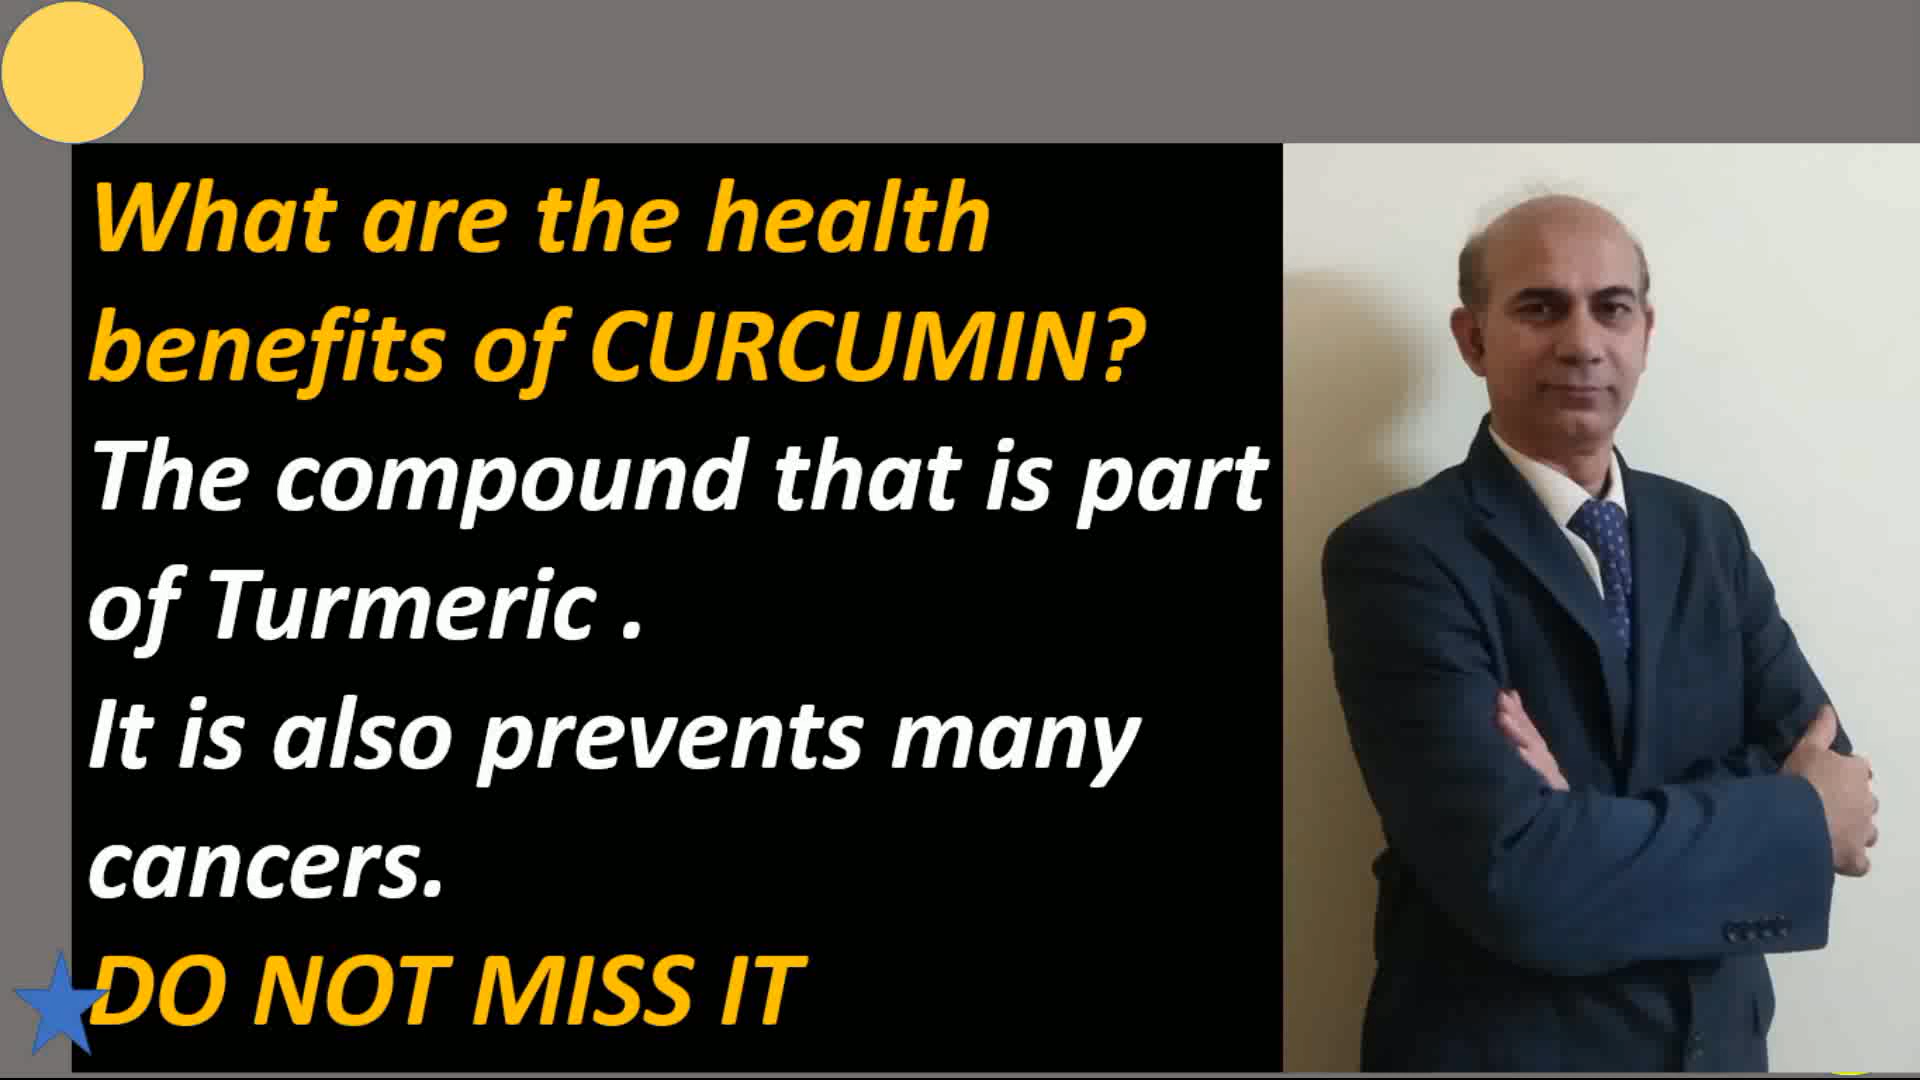 What are the health
benefits of CURCUMIN?
The compound that is part
of Turmeric .
It is also prevents many
cancers.
DO NOT MISS IT